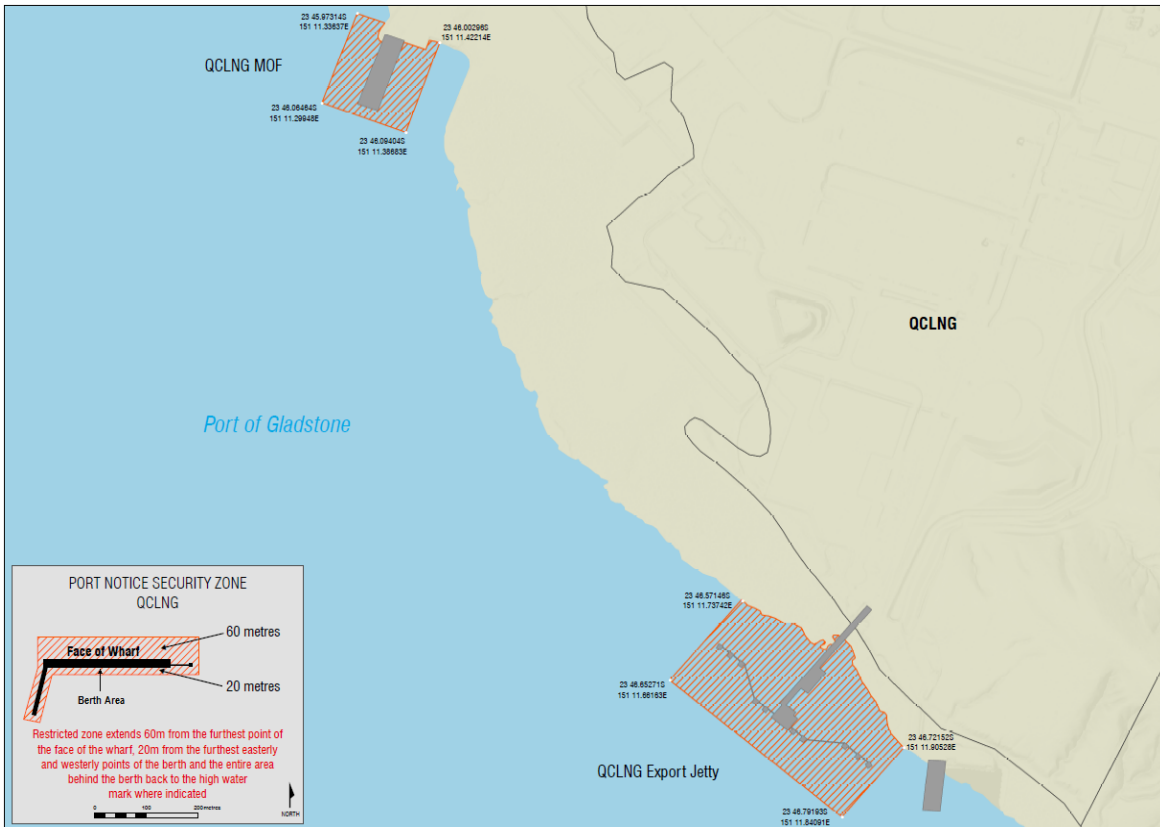 23 45.97314S
151 11.33637E
23 46.00296S
151 11.42214E
QCLNG MOF
23 46.06464S
151 11.29948E
23 46.09404S
151 11.38683E
QCLNG
Port of Gladstone
23 46.57146S
151 11.73742E
23 46.65271S
151 11.66163E
23 46.72152S
151 11.90528E
QCLNG Export Jetty
23 46.79193S
151 11.84091E
PORT NOTICE SECURITY ZONE
QCLNG
60 metres
Face of Wharf
20 metres
Berth Area
Restricted zone extends 60m from the furthest point of
the face of the wharf, 20m from the furthest easterly
and westerly points of the berth and the entire area
behind the berth back to the high water
mark where indicated
0 100 200metres
NORTH